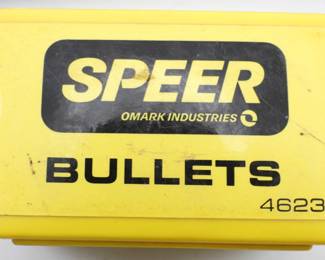 SPEER
OMARK INDUSTRIES
BULLETS
4623